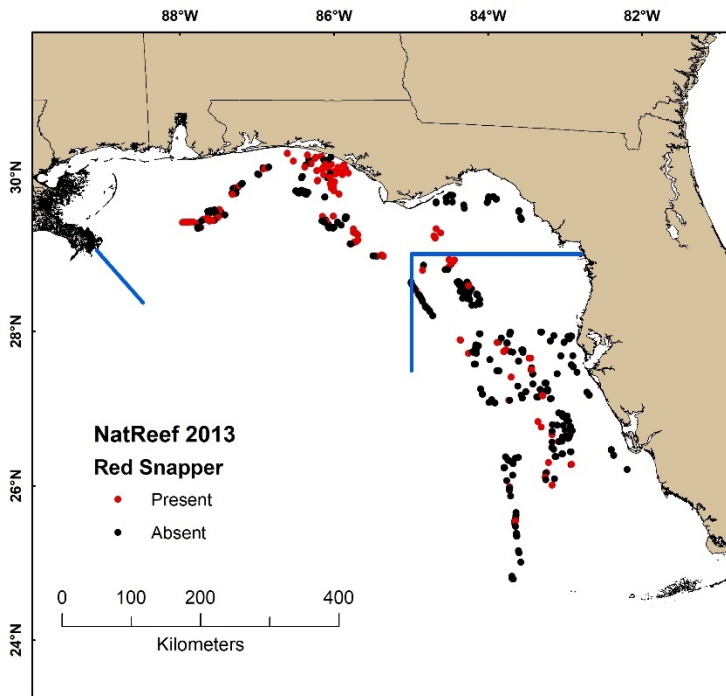 88°W 86°W 84°W 82°W
30°N
28°N
26°N
24°N
NatReef 2013
Red Snapper
Present
Absent
0 100 200 400
Kilometers